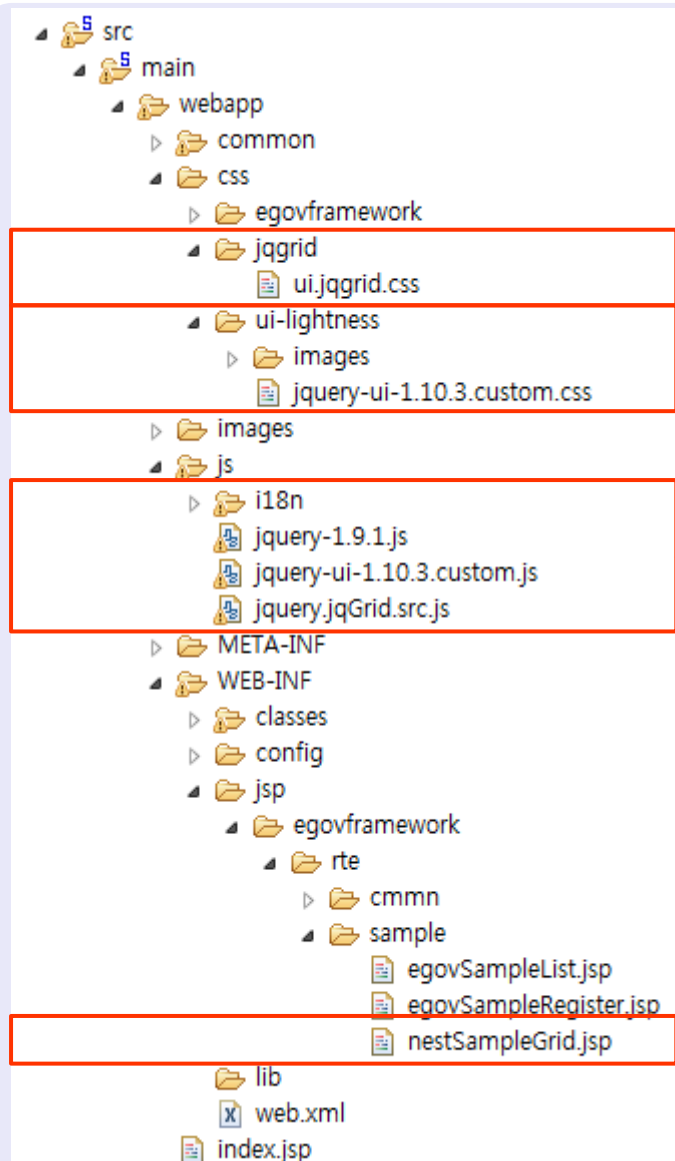 src
main
webapp
common
css
egovframework
jqgrid
ui.jqgrid.css
ui-lightness
images
jquery-ui-1.10.3.custom.css
images
js
i18n
jquery-1.9.1.js
jquery-ui-1.10.3.custom.js
jquery.jqGrid.src.js
META-INF
WEB-INF
classes
config
jsp
egovframework
rte
cmmn
sample
egovSampleList.jsp
egovSampleRegister.jsp
nestSampleGrid.jsp
lib
web.xml
index.jsp